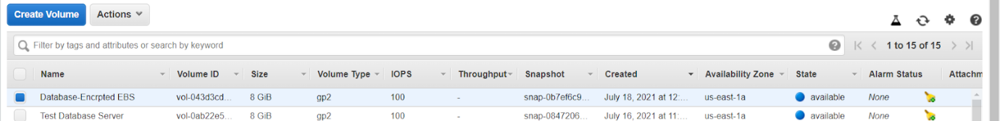 Create Volume Actions
Filter by tags and attributes or search by keyword 1 to 15 of 15
Name Volume ID Size Volume Type IOPS Throughput Snapshot Created Availability Zone State Alarm Status Attachm
Database-Encrpted EBS vol-043d3cd... 8 GiB gp2 100 - snap-0b7ef6c9... July 18, 2021 at 12:... us-east-1a available None
Test Database Server vol-0ab22e5... 8 GiB gp2 100 - snap-0847206... July 16, 2021 at 11:... us-east-1a available None